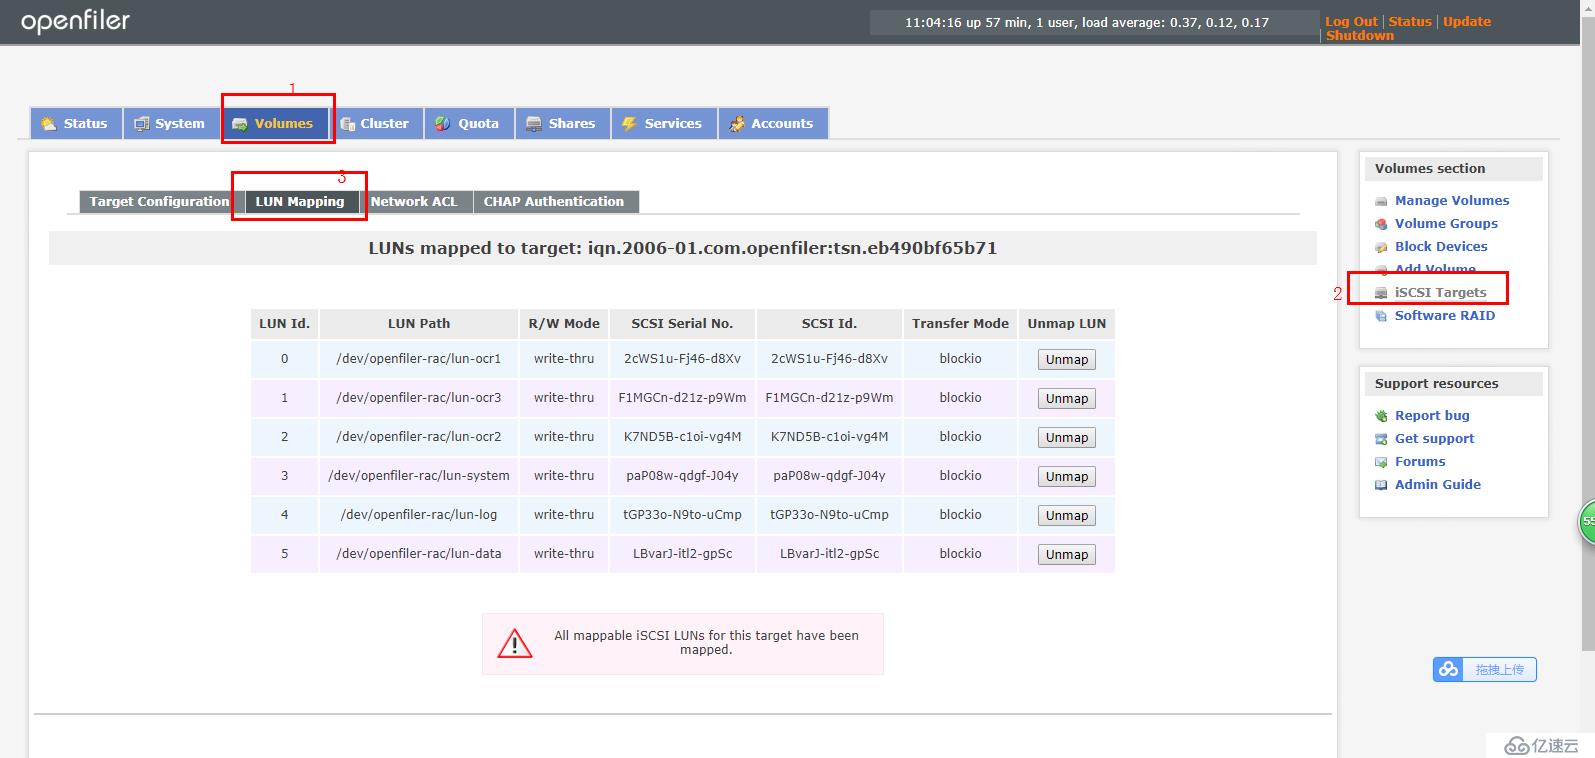 openfiler
11:04:16 up 57 min, 1 user, load average: 0.37, 0.12, 0.17
Log Out | Status | Update
Shutdown
1
Status System Volumes Cluster Quota Shares Services Accounts
3
Target Configuration LUN Mapping Network ACL CHAP Authentication
LUNs mapped to target: iqn.2006-01.com.openfiler:tsn.eb490bf65b71
LUN Id. LUN Path R/W Mode SCSI Serial No. SCSI Id. Transfer Mode Unmap LUN
0 /dev/openfiler-rac/lun-ocr1 write-thru 2cWS1u-Fj46-d8Xv 2cWS1u-Fj46-d8Xv blockio Unmap
1 /dev/openfiler-rac/lun-ocr3 write-thru F1MGCn-d21z-p9Wm F1MGCn-d21z-p9Wm blockio Unmap
2 /dev/openfiler-rac/lun-ocr2 write-thru K7ND5B-c1oi-vg4M K7ND5B-c1oi-vg4M blockio Unmap
3 /dev/openfiler-rac/lun-system write-thru paP08w-qdgf-J04y paP08w-qdgf-J04y blockio Unmap
4 /dev/openfiler-rac/lun-log write-thru tGP33o-N9to-uCmp tGP33o-N9to-uCmp blockio Unmap
5 /dev/openfiler-rac/lun-data write-thru LBvarJ-itl2-gpSc LBvarJ-itl2-gpSc blockio Unmap
All mappable iSCSI LUNs for this target have been
mapped.
Volumes section
Manage Volumes
Volume Groups
Block Devices
Add Volume
2 iSCSI Targets
Software RAID
Support resources
Report bug
Get support
Forums
Admin Guide
55
拖拽上传
亿速云